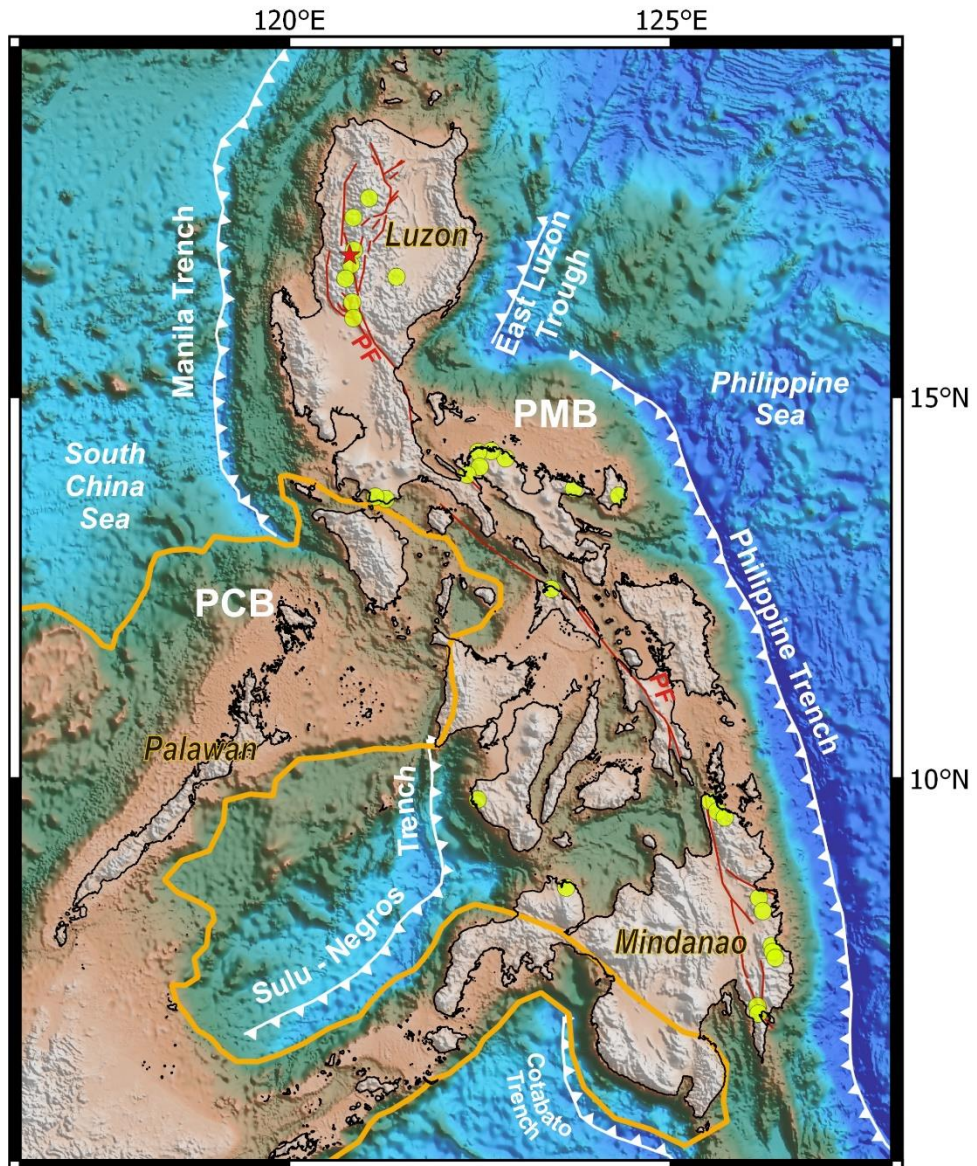 120°E
125°E
Luzon
Manila Trench
East Luzon
Trough
PF
Philippine
Sea
15°N
PMB
South
China
Sea
Philippine Trench
PCB
PF
Palawan
10°N
Trench
Sulu - Negros
Mindanao
Cotabato
Trench